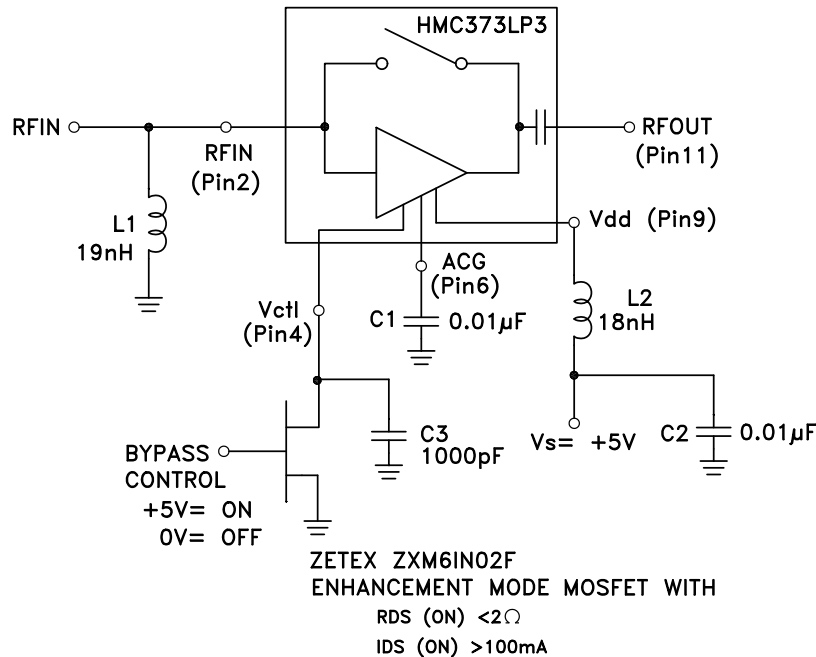 HMC373LP3
RFIN
RFIN
(Pin2)
RFOUT
(Pin11)
L1
19nH
Vdd (Pin9)
ACG
(Pin6)
Vctl
(Pin4)
C1
0.01µF
L2
18nH
C3
1000pF
Vs= +5V
C2
0.01µF
BYPASS
CONTROL
+5V= ON
0V= OFF
ZETEX ZXM6IN02F
ENHANCEMENT MODE MOSFET WITH
RDS (ON) <2Ω
IDS (ON) >100mA